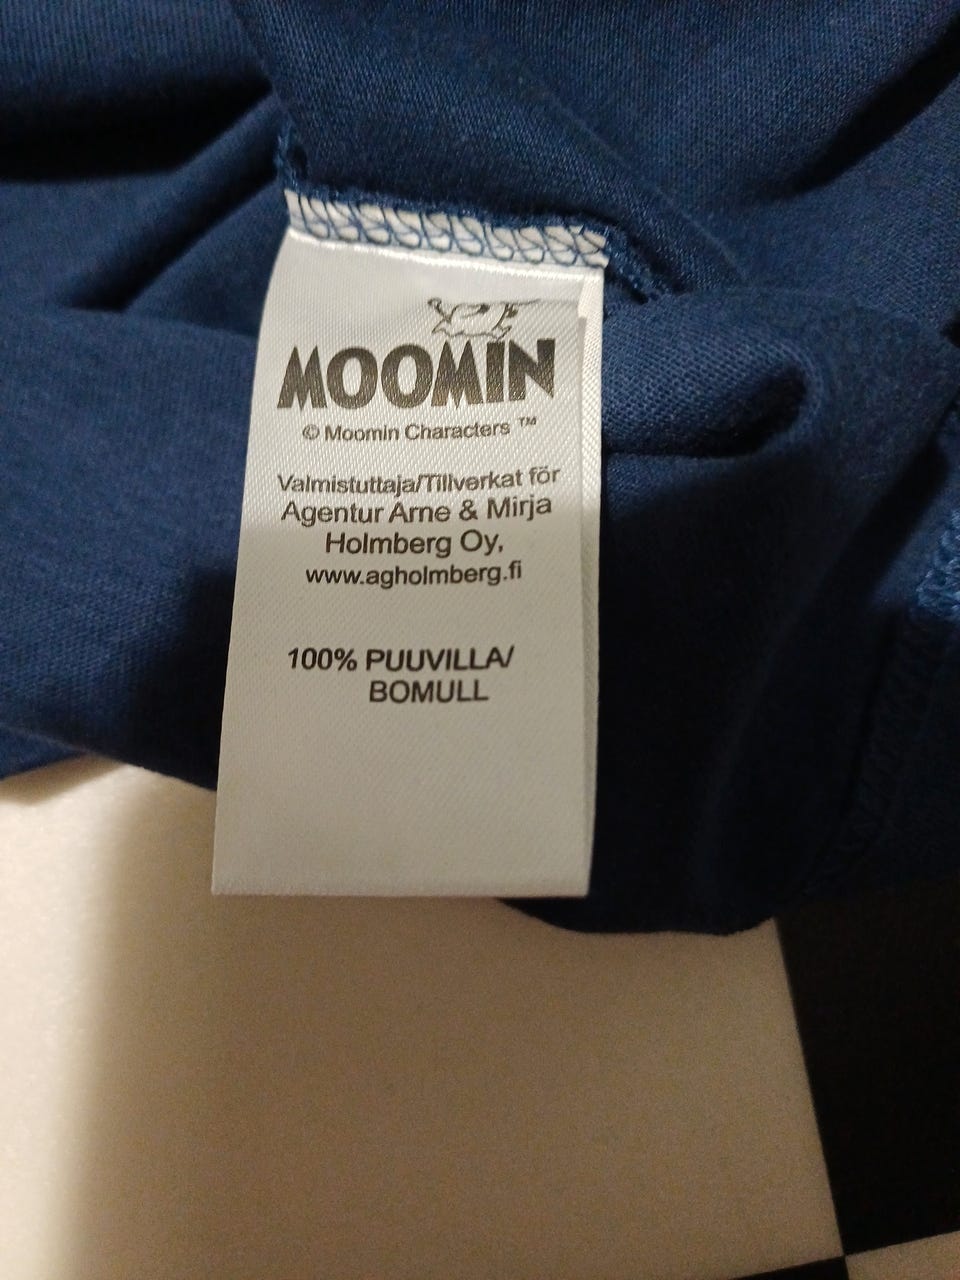 MOOMIN
© Moomin Characters ™
Valmistuttaja/Tillverkat för
Agentur Arne & Mirja
Holmberg Oy,
www.agholmberg.fi
100% PUUVILLA/
BOMULL